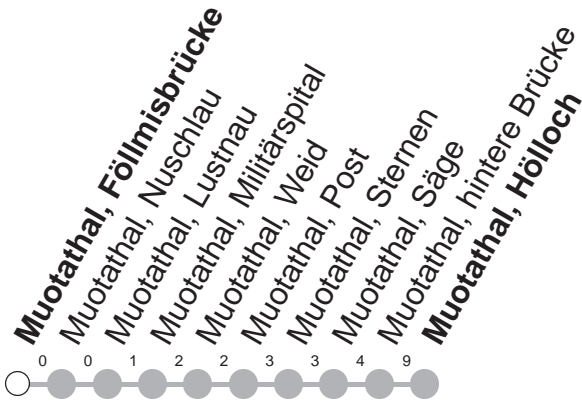 Muotathal, Föllmisbrücke
Muotathal, Nuschlau
Muotathal, Lustnau
Muotathal, Militärspital
Muotathal, Weid
Muotathal, Post
Muotathal, Sternen
Muotathal, Säge
Muotathal, hintere Brücke
Muotathal, Hölloch
0 0 1 2 2 3 3 4 9